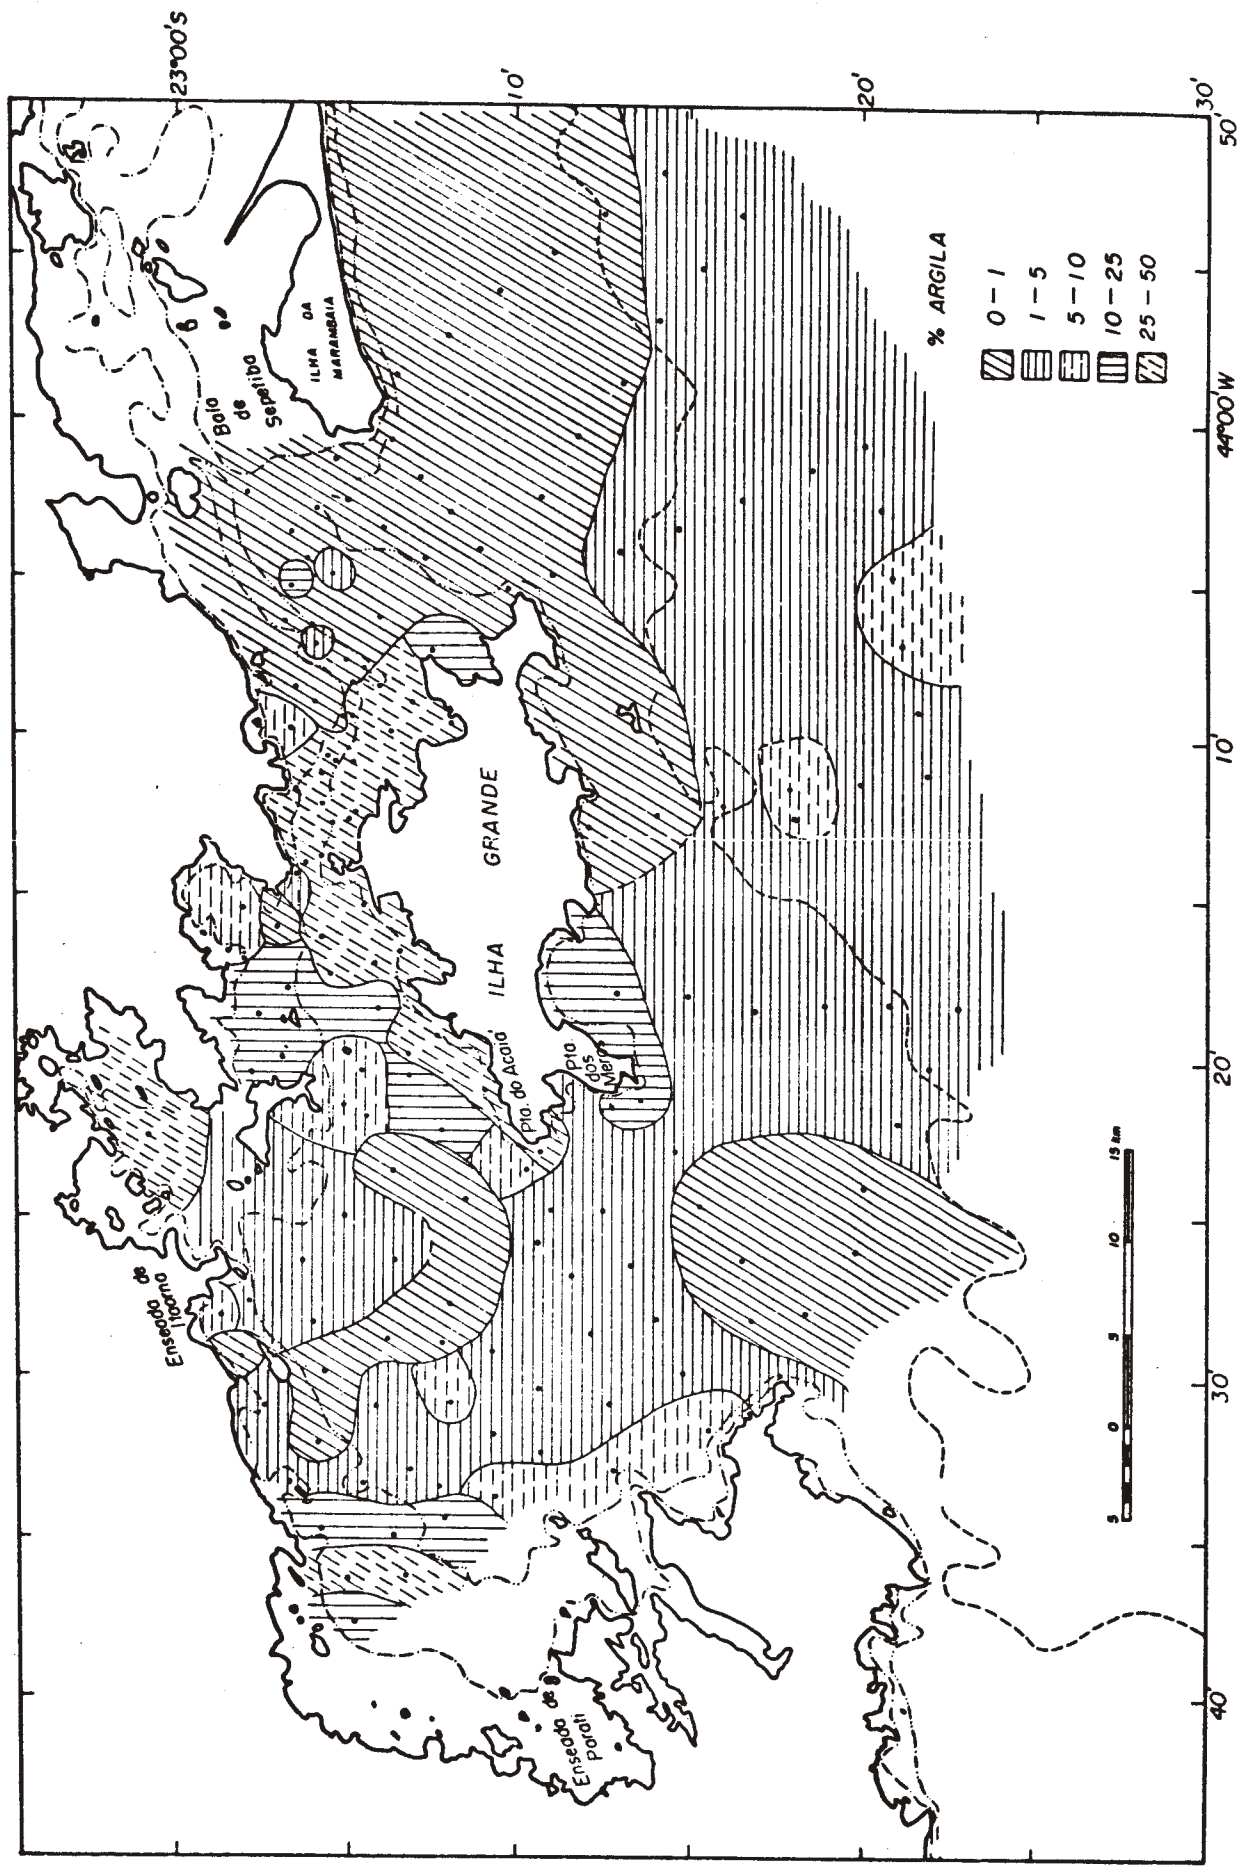 23°00'S
10'
20'
30'
50'
44°00'W
10'
20'
30'
40'
Baía
de
Sepetiba
ILHA DA
MARAMBAIA
ILHA GRANDE
Pta. do Acaiá
Pta.
dos
Meros
Enseada de
Itaorna
Enseada de
Parati
% ARGILA
0 - 1
1 - 5
5 - 10
10 - 25
25 - 50
5 0 5 10 15 km